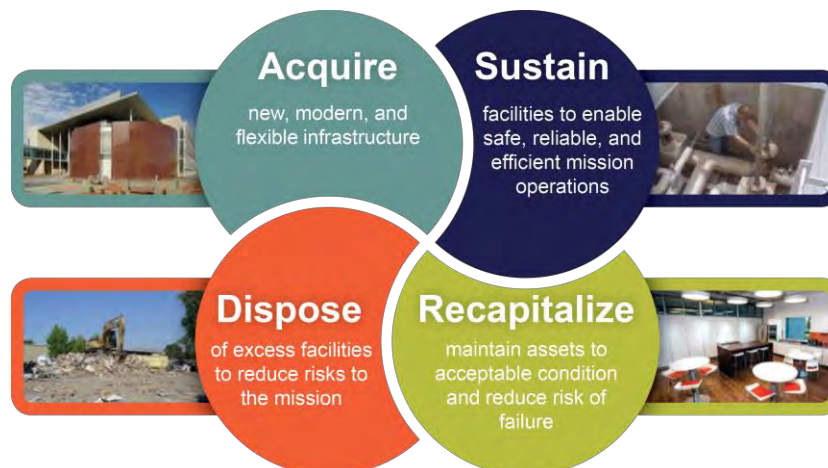 Acquire
new, modern, and
flexible infrastructure
Sustain
facilities to enable
safe, reliable, and
efficient mission
operations
Dispose
of excess facilities
to reduce risks to
the mission
Recapitalize
maintain assets to
acceptable condition
and reduce risk of
failure